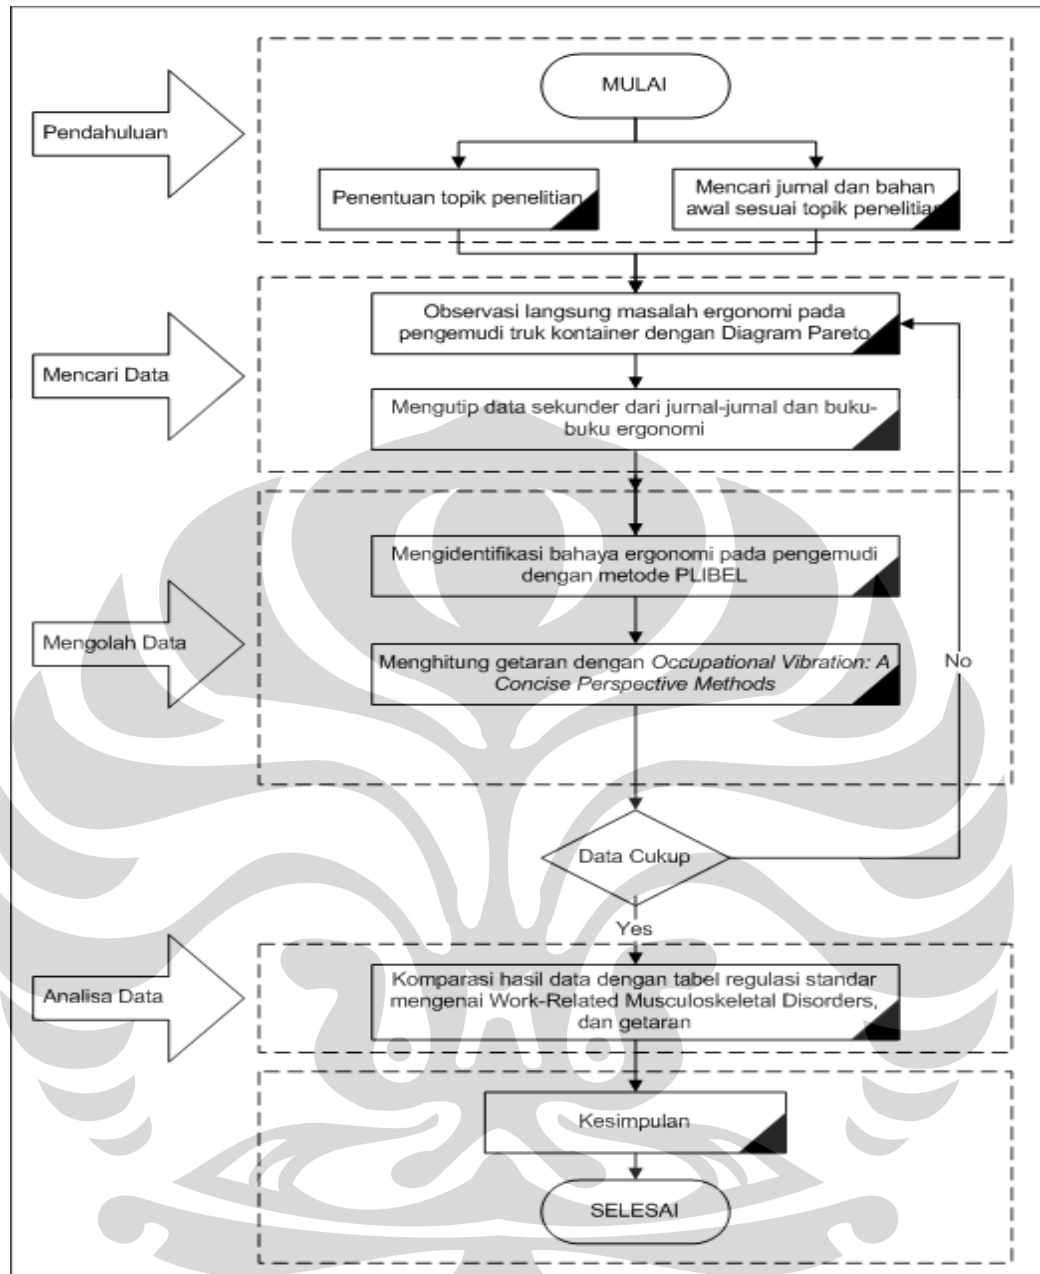 MULAI
Pendahuluan
Penentuan topik penelitian
Mencari jurnal dan bahan
awal sesuai topik penelitian
Observasi langsung masalah ergonomi pada
pengemudi truk kontainer dengan Diagram Pareto
Mencari Data
Mengutip data sekunder dari jurnal-jurnal dan buku-
buku ergonomi
Mengidentifikasi bahaya ergonomi pada pengemudi
dengan metode PLIBEL
Mengolah Data
Menghitung getaran dengan Occupational Vibration: A
Concise Perspective Methods
No
Data Cukup
Yes
Analisa Data
Komparasi hasil data dengan tabel regulasi standar
mengenai Work-Related Musculoskeletal Disorders,
dan getaran
Kesimpulan
SELESAI